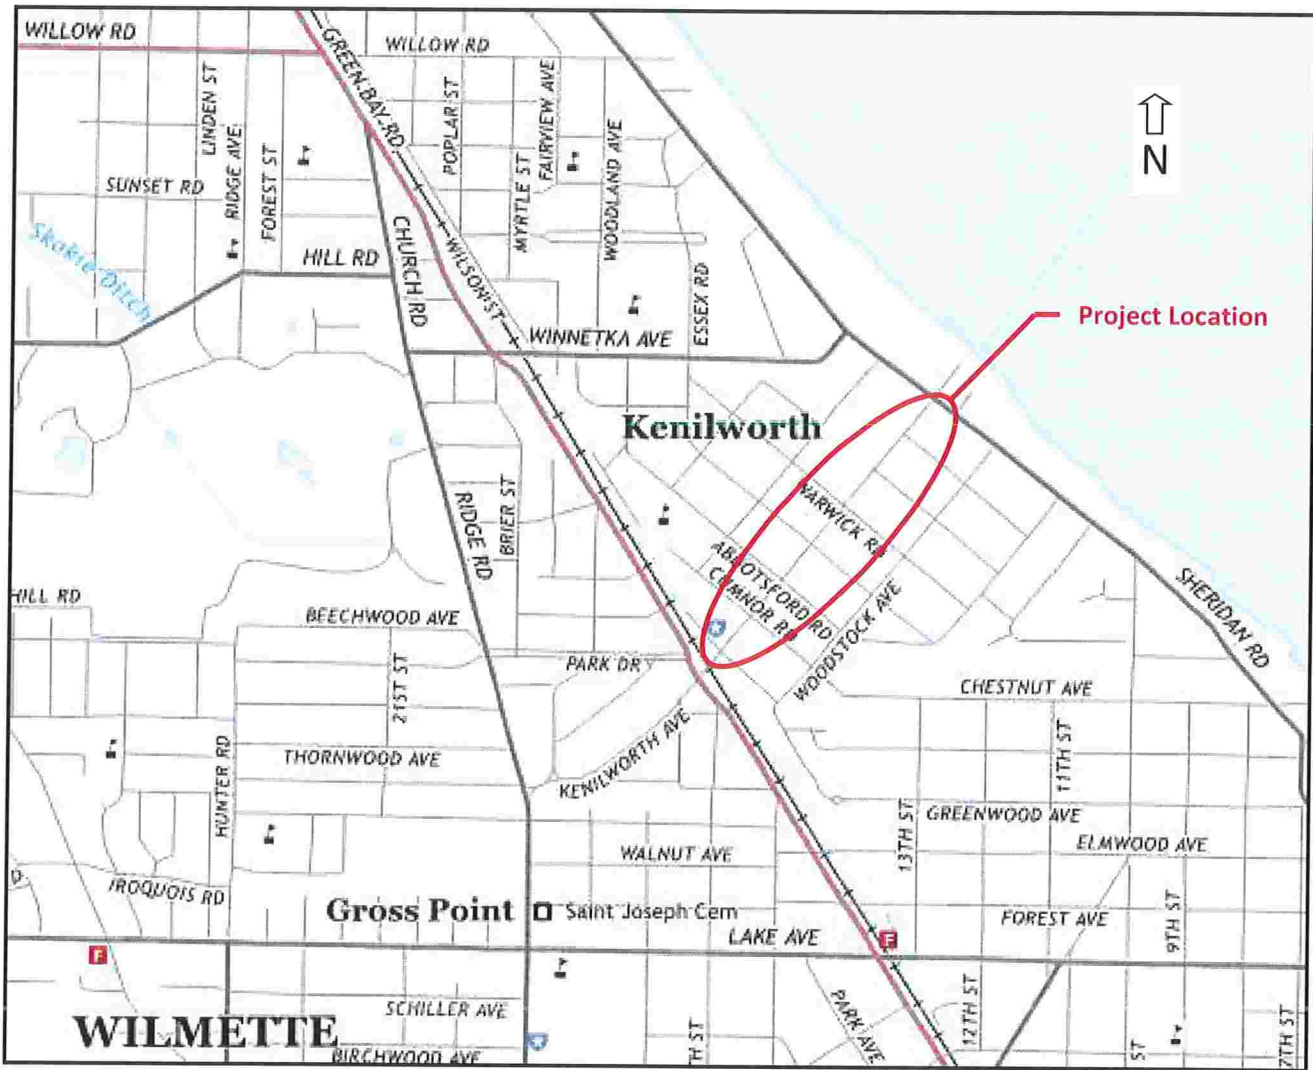 WILLOW RD
WILLOW RD
GREEN BAY RD
LINDEN ST
RIDGE AVE
FOREST ST
POPLAR ST
FAIRVIEW AVE
MYRTLE ST
WOODLAND AVE
N
SUNSET RD
Skokie Ditch
HILL RD
CHURCH RD
WILSON ST
ESSEX RD
WINNETKA AVE
Project Location
Kenilworth
WARWICK RD
RIDGE RD
BRIER ST
ABBOTSFORD RD
CUMNOR RD
WOODSTOCK AVE
SHERIDAN RD
HILL RD
BEECHWOOD AVE
21ST ST
PARK DR
CHESTNUT AVE
HUNTER RD
THORNWOOD AVE
KENILWORTH AVE
11TH ST
13TH ST
GREENWOOD AVE
ELMWOOD AVE
WALNUT AVE
IROQUOIS RD
Gross Point
Saint Joseph Cem
LAKE AVE
FOREST AVE
9TH ST
F
F
SCHILLER AVE
WILMETTE
BIRCHWOOD AVE
TH ST
PARK AVE
12TH ST
ST
7TH ST